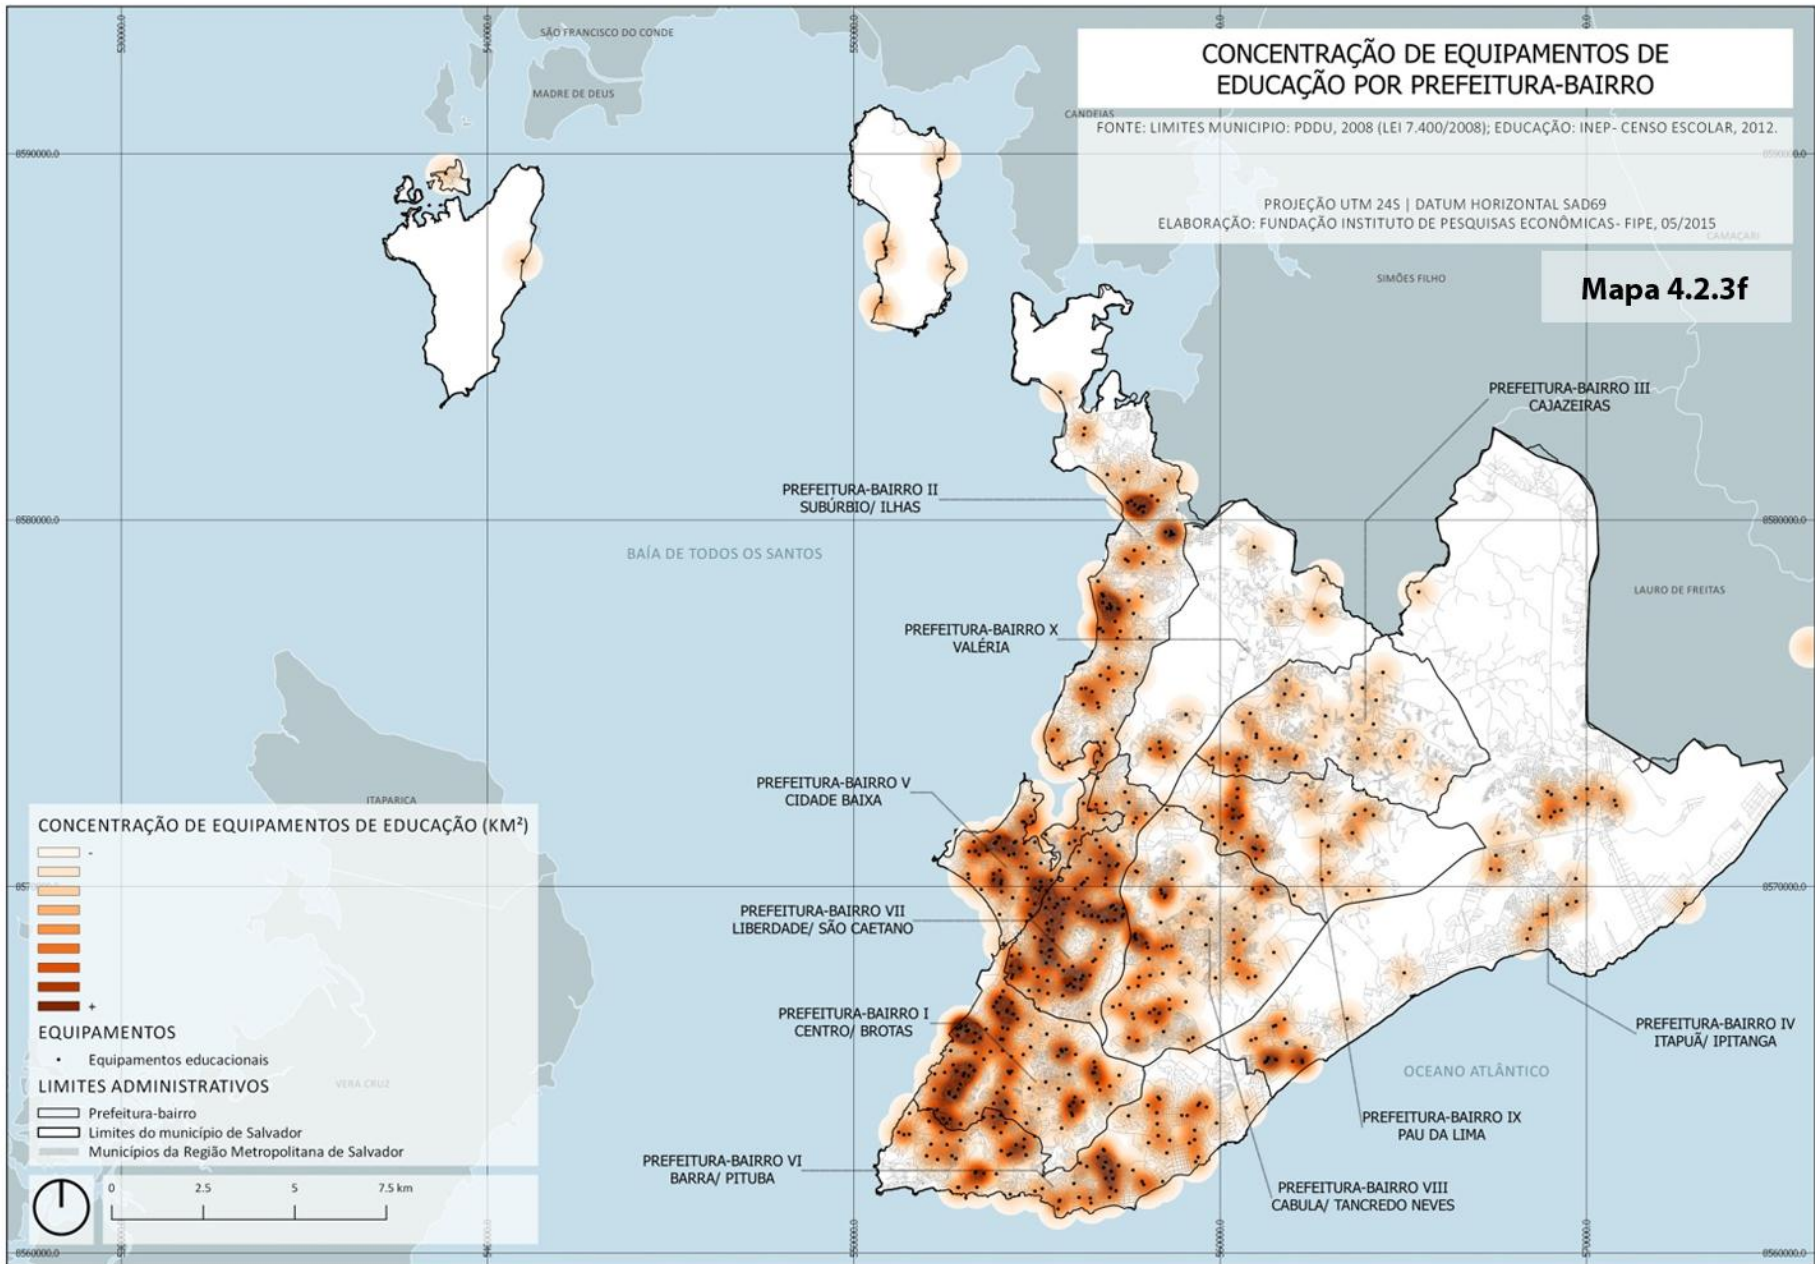 CONCENTRAÇÃO DE EQUIPAMENTOS DE
EDUCAÇÃO POR PREFEITURA-BAIRRO
FONTE: LIMITES MUNICIPIO: PDDU, 2008 (LEI 7.400/2008); EDUCAÇÃO: INEP- CENSO ESCOLAR, 2012.
PROJEÇÃO UTM 24S | DATUM HORIZONTAL SAD69
ELABORAÇÃO: FUNDAÇÃO INSTITUTO DE PESQUISAS ECONÔMICAS- FIPE, 05/2015
Mapa 4.2.3f
SÃO FRANCISCO DO CONDE
MADRE DE DEUS
CANDEIAS
CAMAÇARI
SIMÕES FILHO
8590000.0
PREFEITURA-BAIRRO III
CAJAZEIRAS
PREFEITURA-BAIRRO II
SUBÚRBIO/ ILHAS
8580000.0
8580000.0
BAÍA DE TODOS OS SANTOS
LAURO DE FREITAS
PREFEITURA-BAIRRO X
VALÉRIA
PREFEITURA-BAIRRO V
CIDADE BAIXA
ITAPARICA
PREFEITURA-BAIRRO VII
LIBERDADE/ SÃO CAETANO
8570000.0
PREFEITURA-BAIRRO I
CENTRO/ BROTAS
PREFEITURA-BAIRRO IV
ITAPUÃ/ IPITANGA
OCEANO ATLÂNTICO
VERA CRUZ
PREFEITURA-BAIRRO IX
PAU DA LIMA
PREFEITURA-BAIRRO VI
BARRA/ PITUBA
PREFEITURA-BAIRRO VIII
CABULA/ TANCREDO NEVES
CONCENTRAÇÃO DE EQUIPAMENTOS DE EDUCAÇÃO (KM²)
-
+
EQUIPAMENTOS
Equipamentos educacionais
LIMITES ADMINISTRATIVOS
Prefeitura-bairro
Limites do município de Salvador
Municípios da Região Metropolitana de Salvador
0 2.5 5 7.5 km
8560000.0
8560000.0